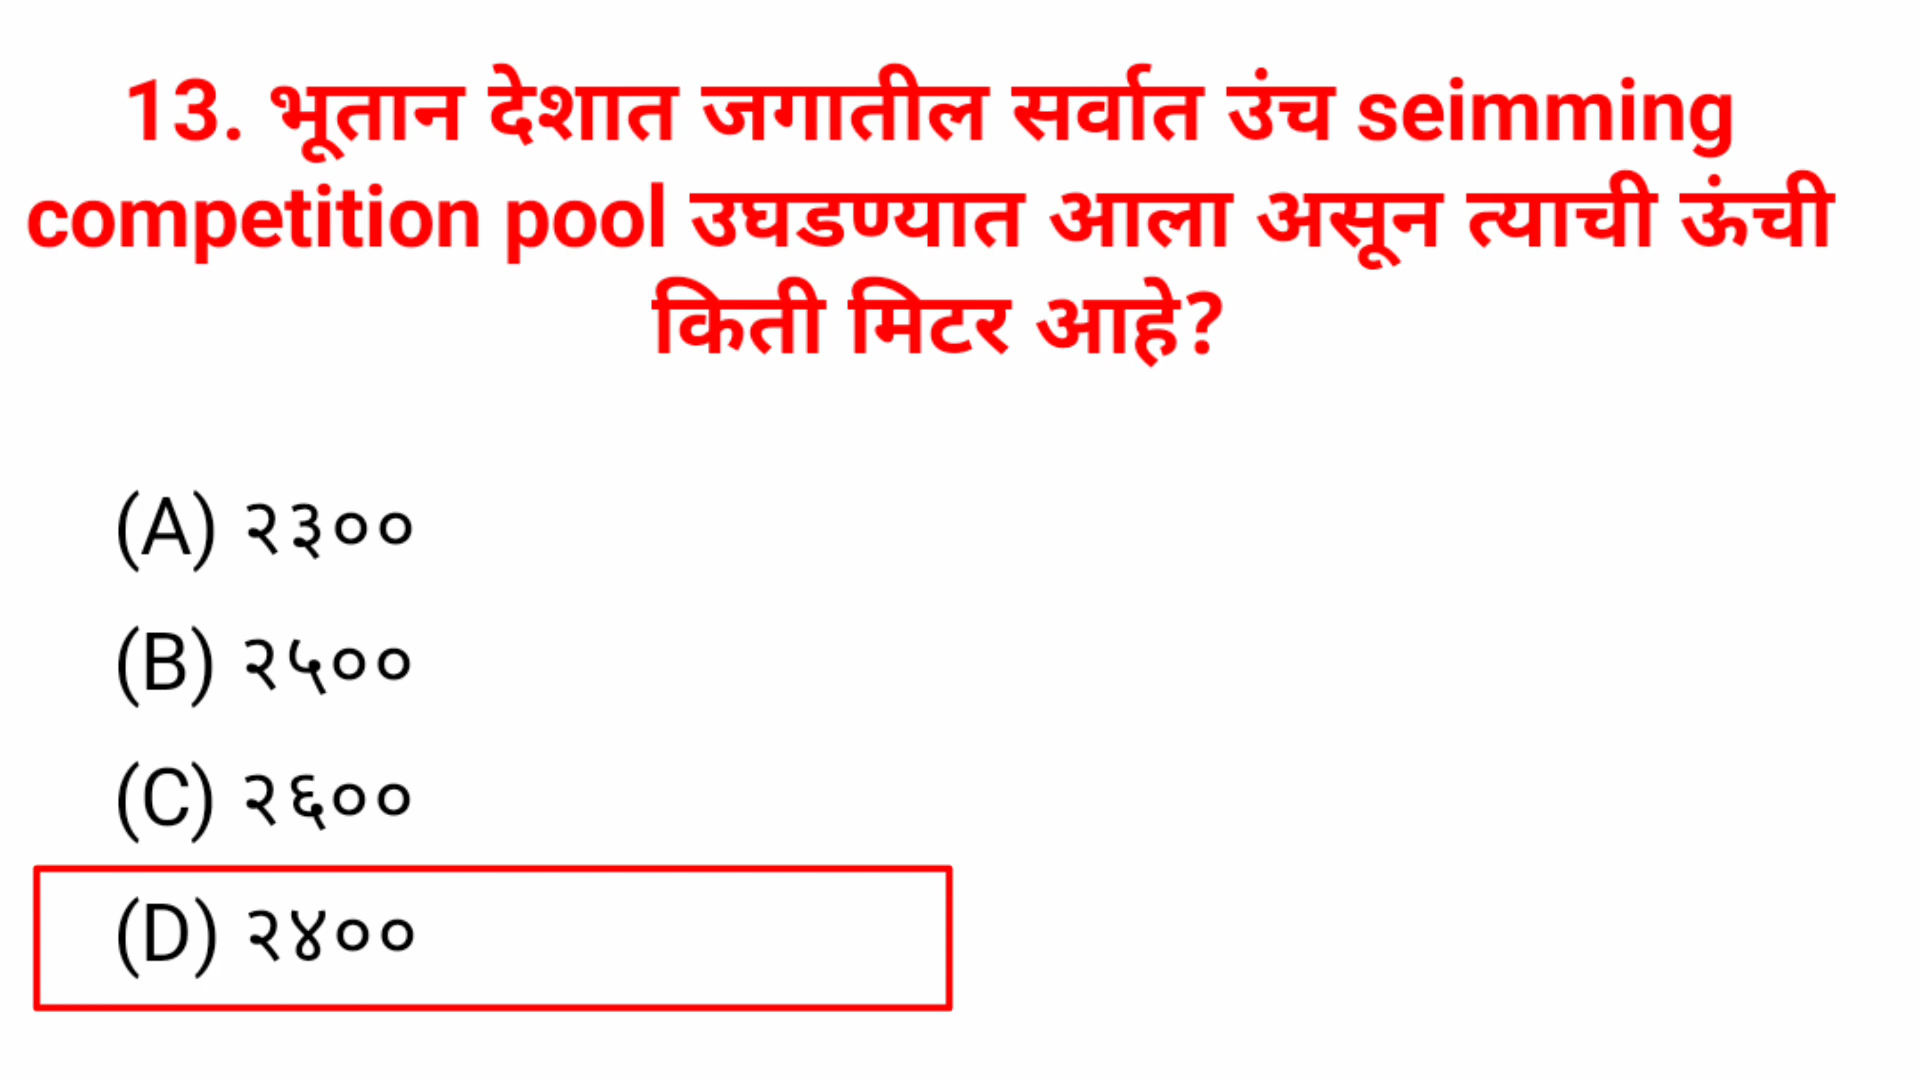 13. भूतान देशात जगातील सर्वात उंच seimming
competition pool उघडण्यात आला असून त्याची ऊंची
किती मिटर आहे?
(A) २३००
(B) २५००
(C) २६००
(D) २४००